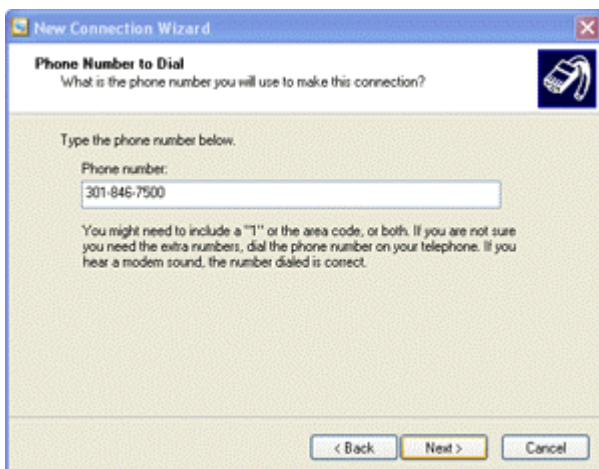 New Connection Wizard
Phone Number to Dial
What is the phone number you will use to make this connection?
Type the phone number below.
Phone number:
301-846-7500
You might need to include a "1" or the area code, or both. If you are not sure
you need the extra numbers, dial the phone number on your telephone. If you
hear a modem sound, the number dialed is correct.
< Back Next > Cancel